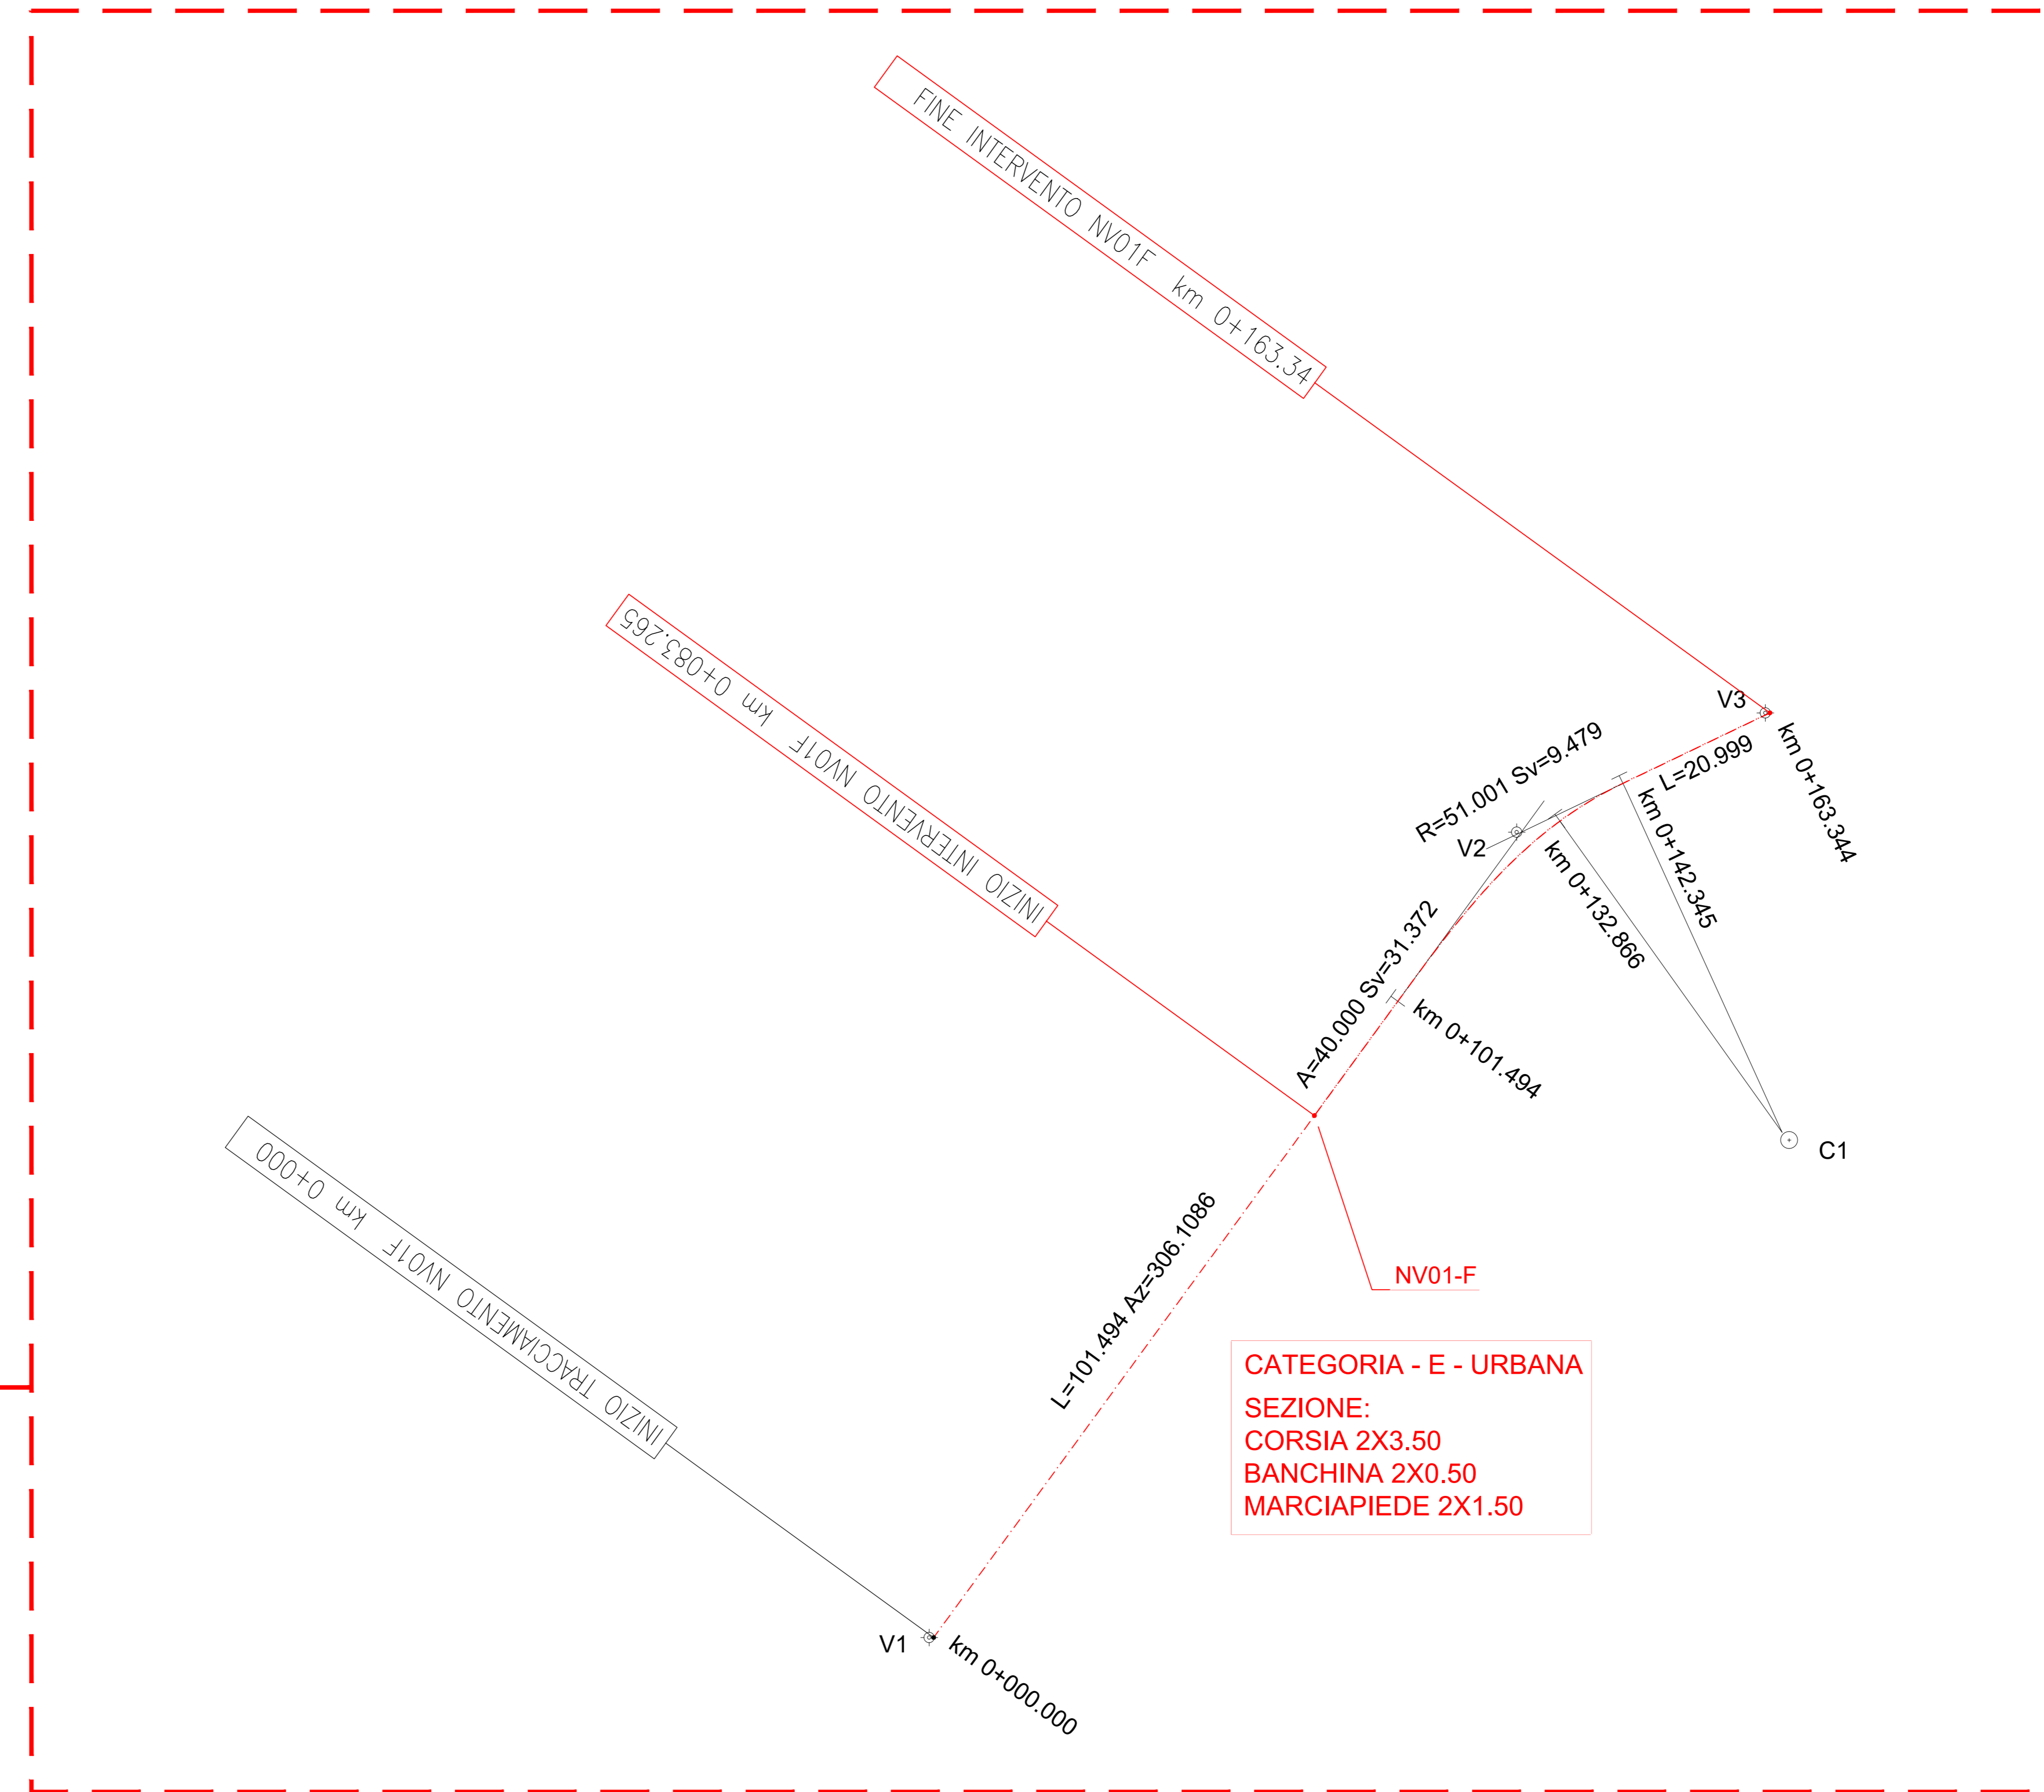 FINE INTERVENTO NV01F km 0+163.34
INIZIO INTERVENTO NV01F km 0+083.265
INIZIO TRACCIAMENTO NV01F km 0+000
V3
km 0+163.344
L=20.999
R=51.001 Sv=9.479
km 0+142.345
V2
km 0+132.866
A=40.000 Sv=31.372
km 0+101.494
C1
L=101.494 Az=306.1086
NV01-F
CATEGORIA - E - URBANA
SEZIONE:
CORSIA 2X3.50
BANCHINA 2X0.50
MARCIAPIEDE 2X1.50
V1
km 0+000.000